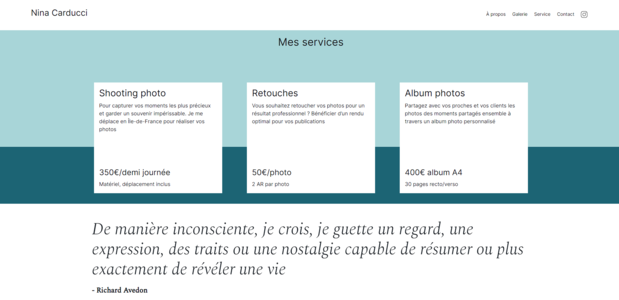 Nina Carducci
À propos Galerie Service Contact
Mes services
Shooting photo
Pour capturer vos moments les plus précieux
et garder un souvenir impérissable. Je me
déplace en Île-de-France pour réaliser vos
photos
350€/demi journée
Matériel, déplacement inclus
Retouches
Vous souhaitez retoucher vos photos pour un
résultat professionnel ? Bénéficier d'un rendu
optimal pour vos publications
50€/photo
2 AR par photo
Album photos
Partagez avec vos proches et vos clients les
photos des moments partagés ensemble à
travers un album photo personnalisé
400€ album A4
30 pages recto/verso
De manière inconsciente, je crois, je guette un regard, une
expression, des traits ou une nostalgie capable de résumer ou plus
exactement de révéler une vie
- Richard Avedon